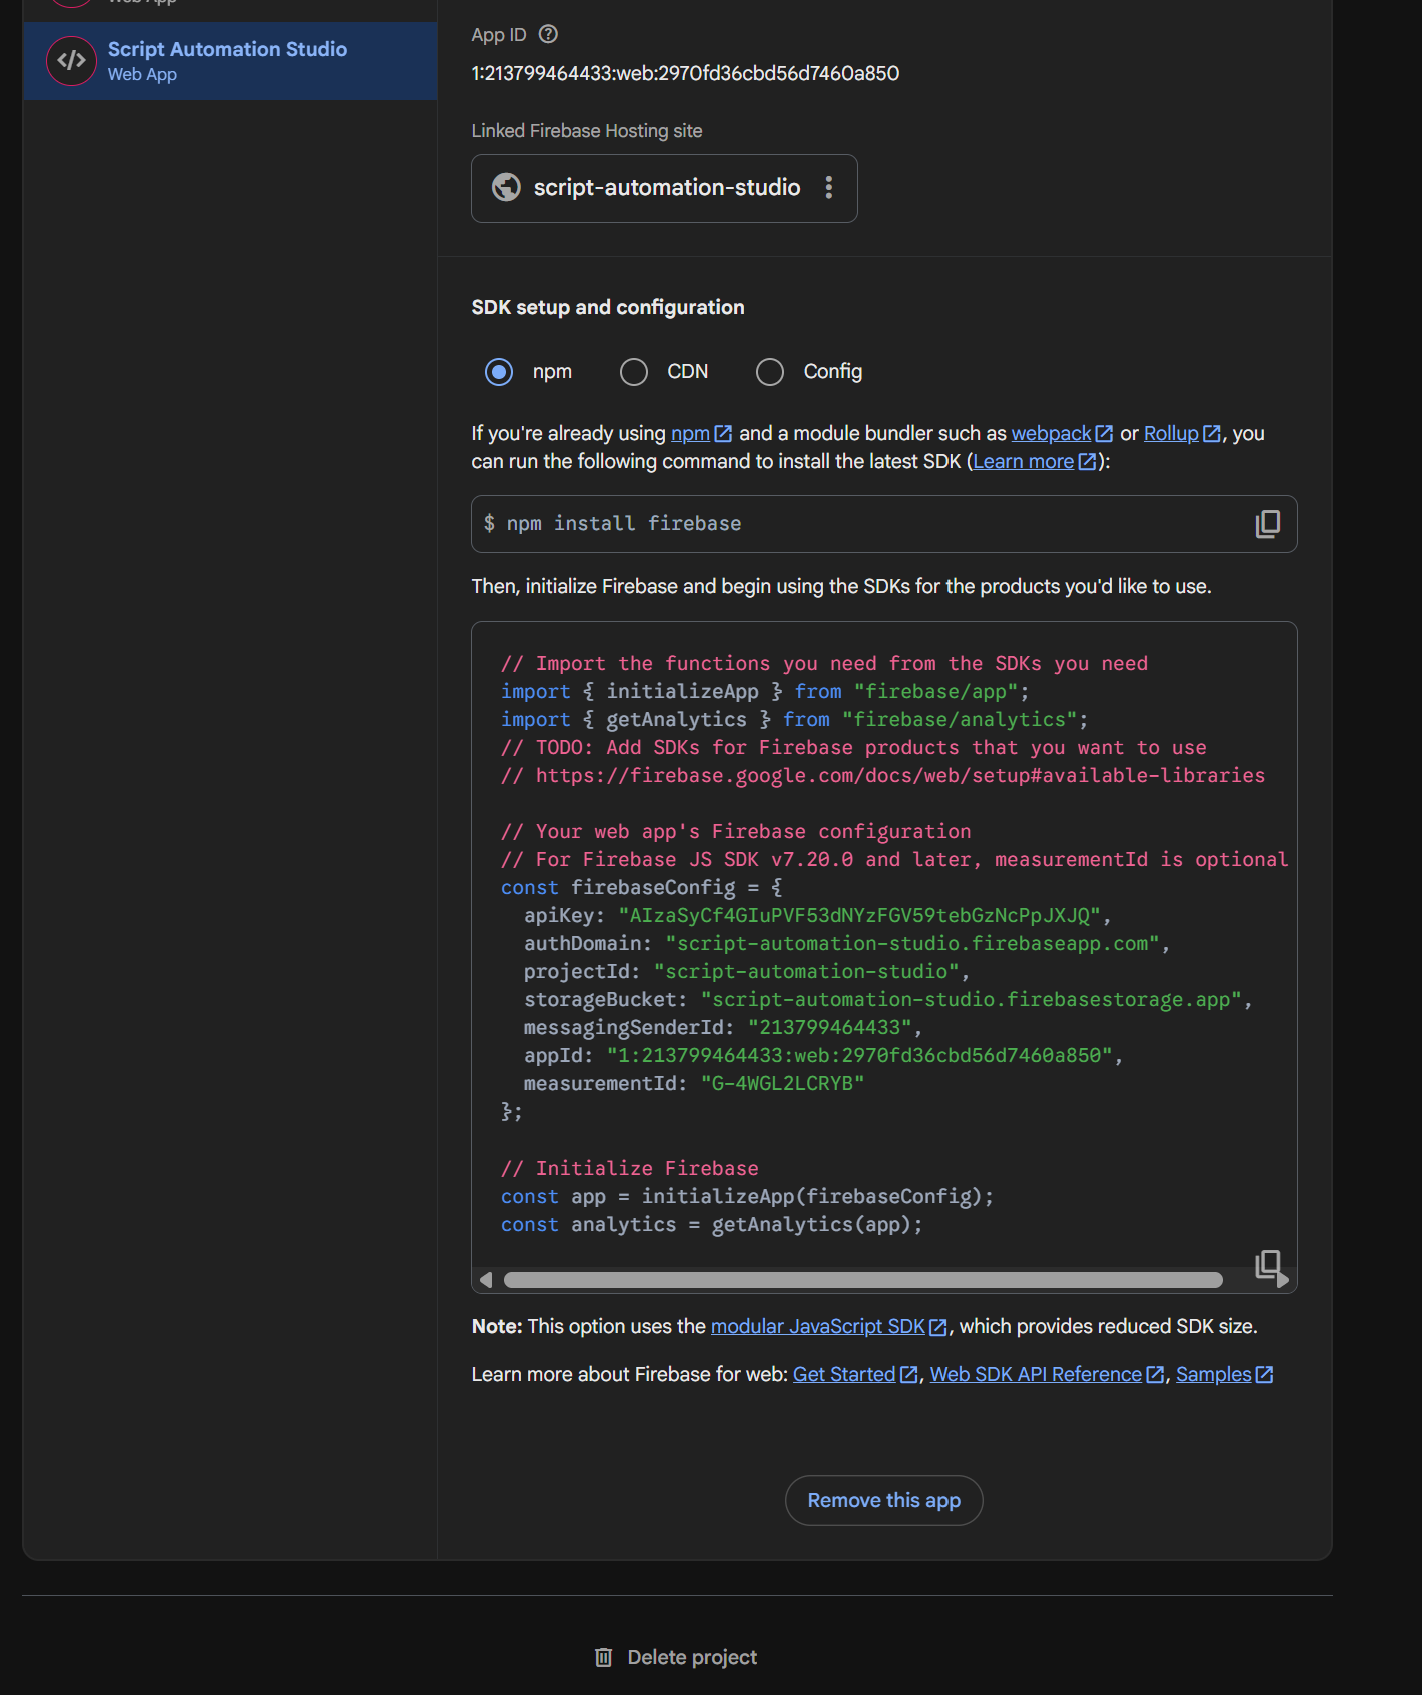 Web App
Script Automation Studio
Web App
App ID
1:213799464433:web:2970fd36cbd56d7460a850
Linked Firebase Hosting site
script-automation-studio
SDK setup and configuration
npm CDN Config
If you're already using npm and a module bundler such as webpack or Rollup, you
can run the following command to install the latest SDK (Learn more):
$ npm install firebase
Then, initialize Firebase and begin using the SDKs for the products you'd like to use.
// Import the functions you need from the SDKs you need
import { initializeApp } from "firebase/app";
import { getAnalytics } from "firebase/analytics";
// TODO: Add SDKs for Firebase products that you want to use
// https://firebase.google.com/docs/web/setup#available-libraries
// Your web app's Firebase configuration
// For Firebase JS SDK v7.20.0 and later, measurementId is optional
const firebaseConfig = {
  apiKey: "AIzaSyCf4GIuPVF53dNYzFGV59tebGzNcPpJXJQ",
  authDomain: "script-automation-studio.firebaseapp.com",
  projectId: "script-automation-studio",
  storageBucket: "script-automation-studio.firebasestorage.app",
  messagingSenderId: "213799464433",
  appId: "1:213799464433:web:2970fd36cbd56d7460a850",
  measurementId: "G-4WGL2LCRYB"
};
// Initialize Firebase
const app = initializeApp(firebaseConfig);
const analytics = getAnalytics(app);
Note: This option uses the modular JavaScript SDK, which provides reduced SDK size.
Learn more about Firebase for web: Get Started, Web SDK API Reference, Samples
Remove this app
Delete project